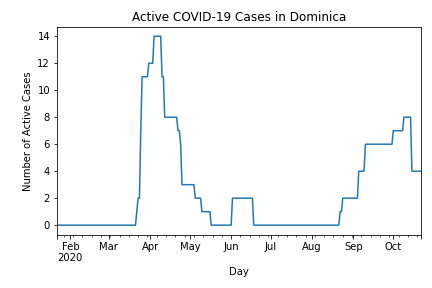 Active COVID-19 Cases in Dominica
Number of Active Cases
14
12
10
8
6
4
2
0
Feb Mar Apr May Jun Jul Aug Sep Oct
2020
Day